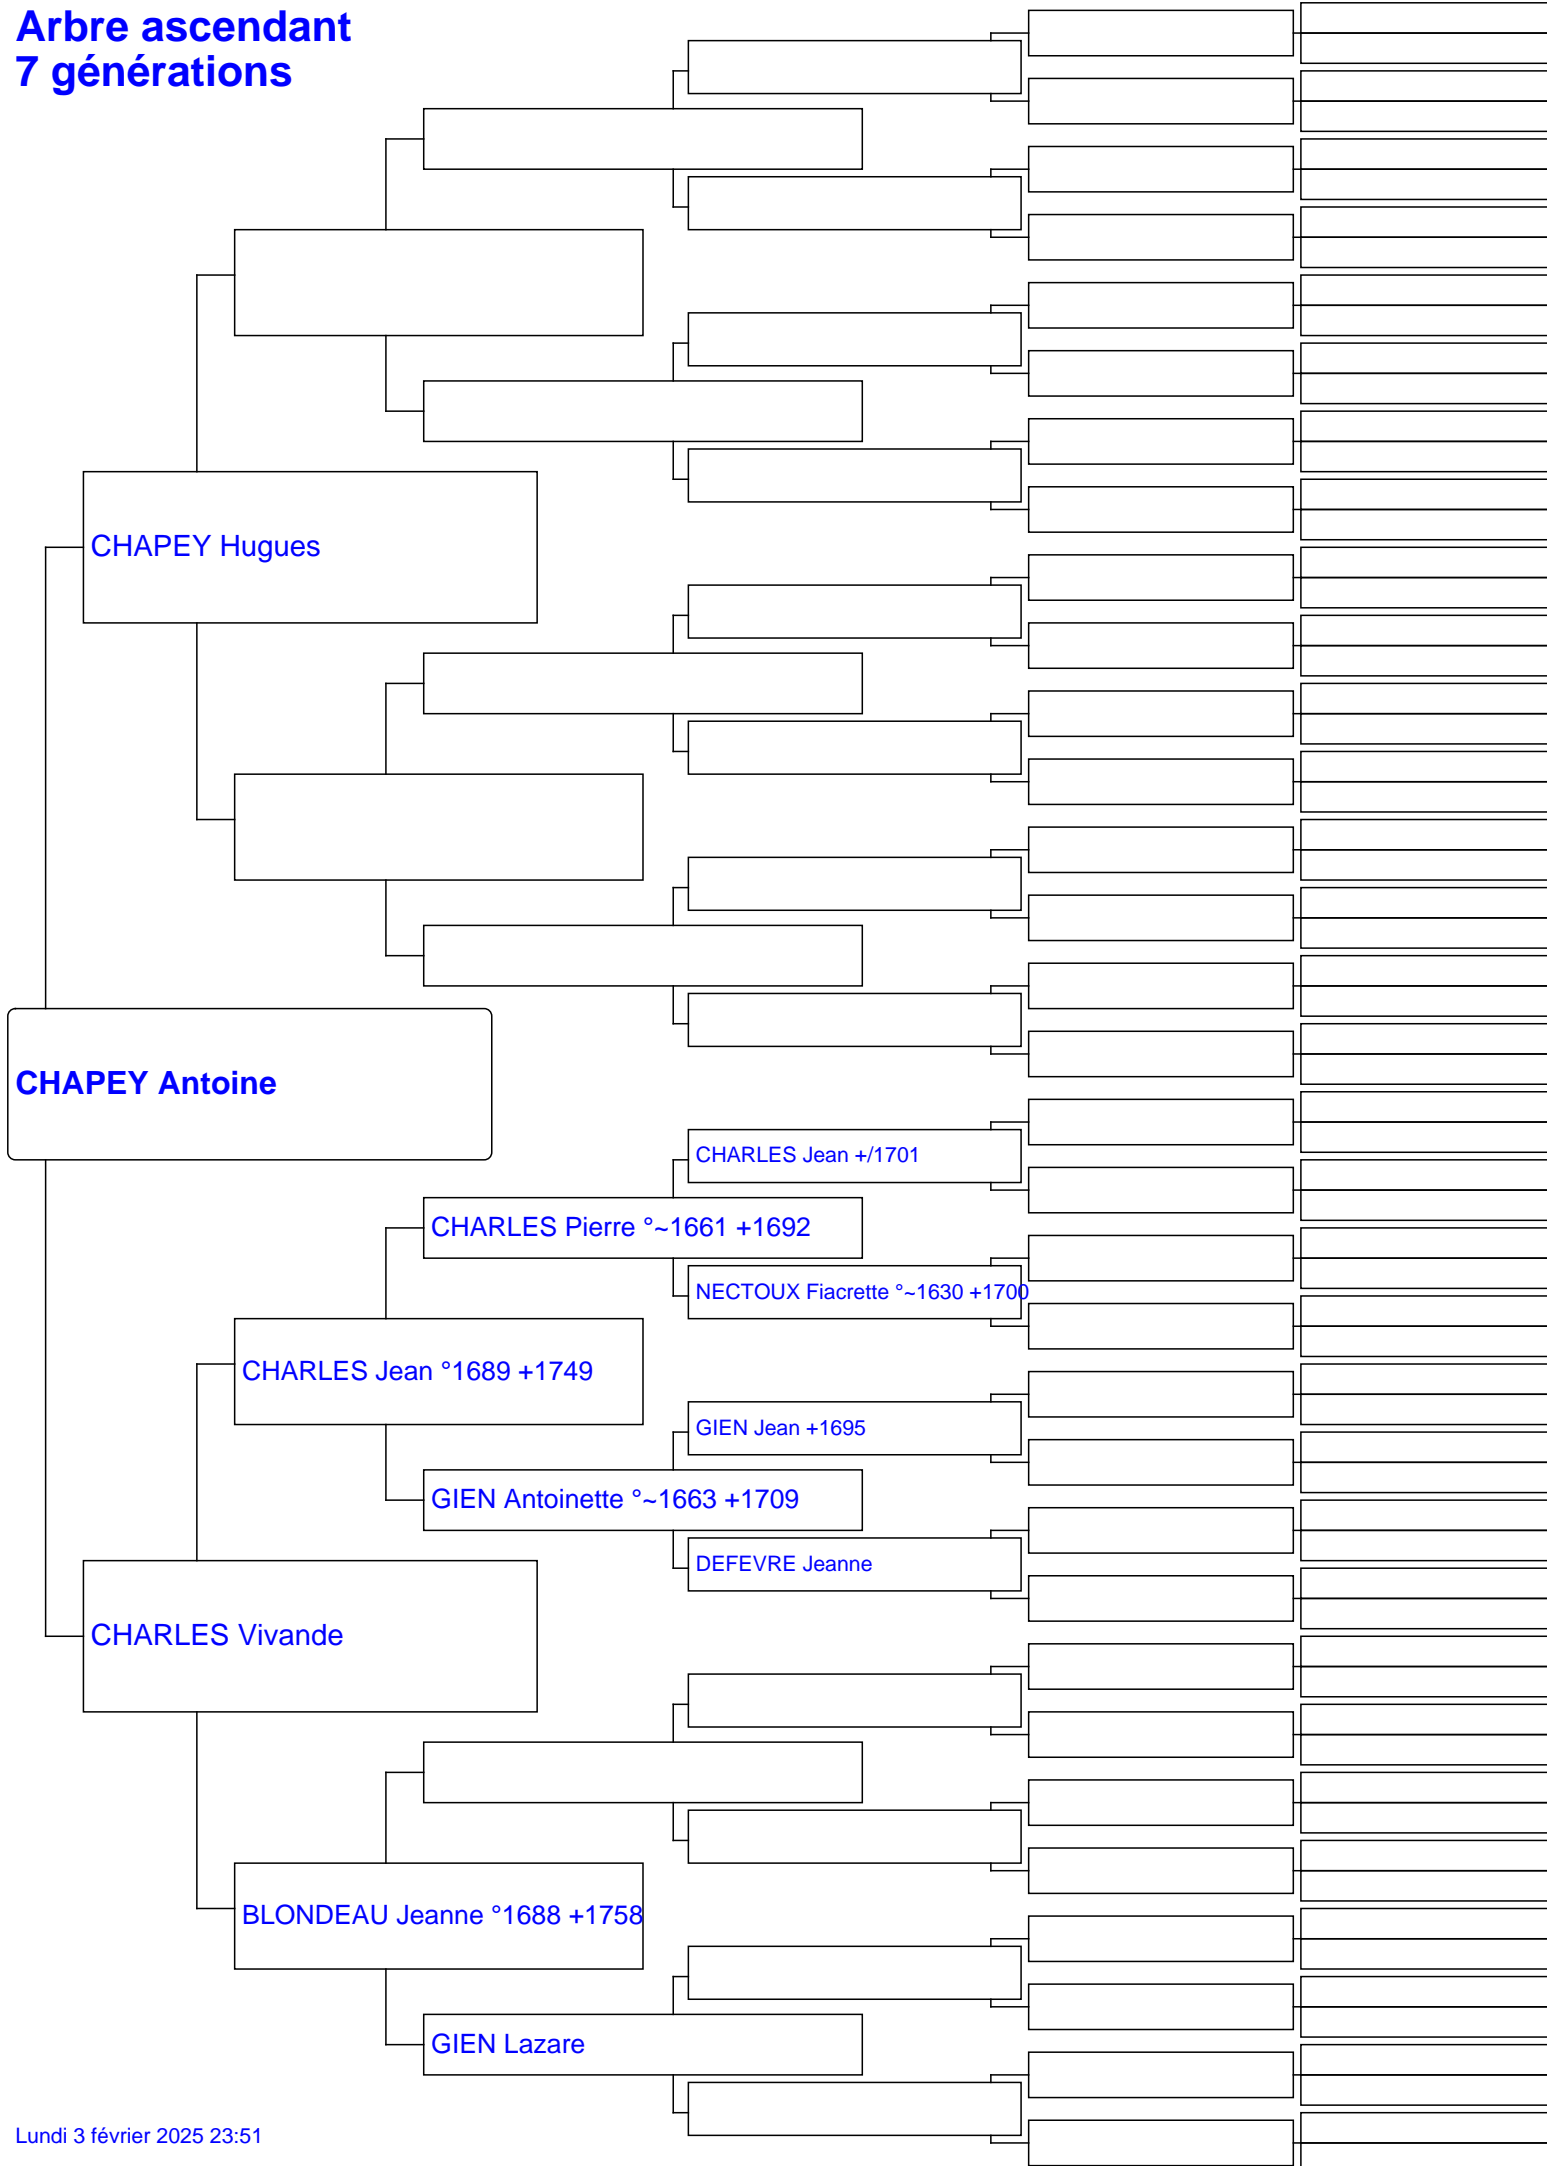 Arbre ascendant
7 générations
CHAPEY Hugues
CHAPEY Antoine
CHARLES Jean +/1701
CHARLES Pierre °~1661 +1692
NECTOUX Fiacrette °~1630 +1700
CHARLES Jean °1689 +1749
GIEN Jean +1695
GIEN Antoinette °~1663 +1709
DEFEVRE Jeanne
CHARLES Vivande
BLONDEAU Jeanne °1688 +1758
GIEN Lazare
Lundi 3 février 2025 23:51